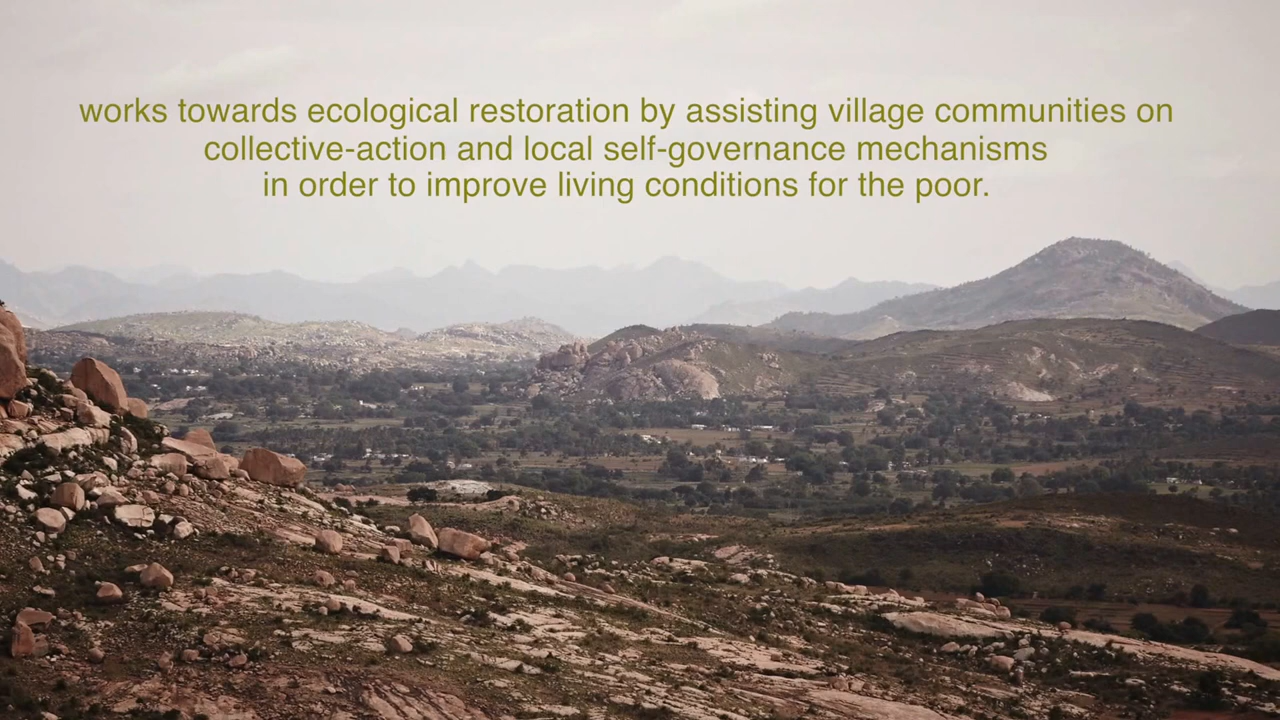 works towards ecological restoration by assisting village communities on
collective-action and local self-governance mechanisms
in order to improve living conditions for the poor.